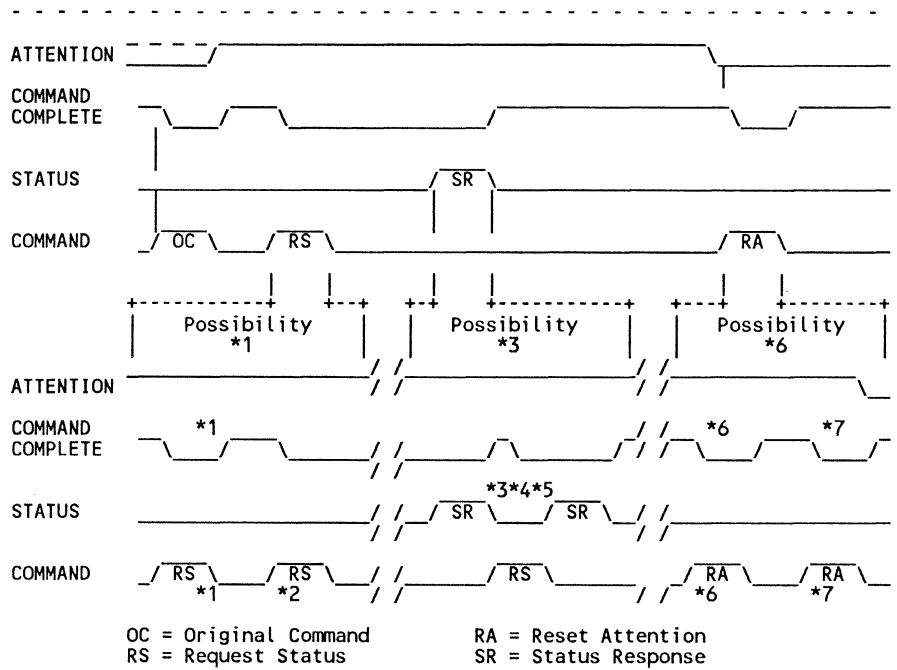 ATTENTION
COMMAND
COMPLETE
STATUS
SR
COMMAND
OC
RS
RA
Possibility
*1
Possibility
*3
Possibility
*6
ATTENTION
COMMAND
COMPLETE
*1
*6
*7
*3*4*5
STATUS
SR
SR
COMMAND
RS
RS
RS
RA
RA
*1
*2
*6
*7
OC = Original Command
RA = Reset Attention
RS = Request Status
SR = Status Response